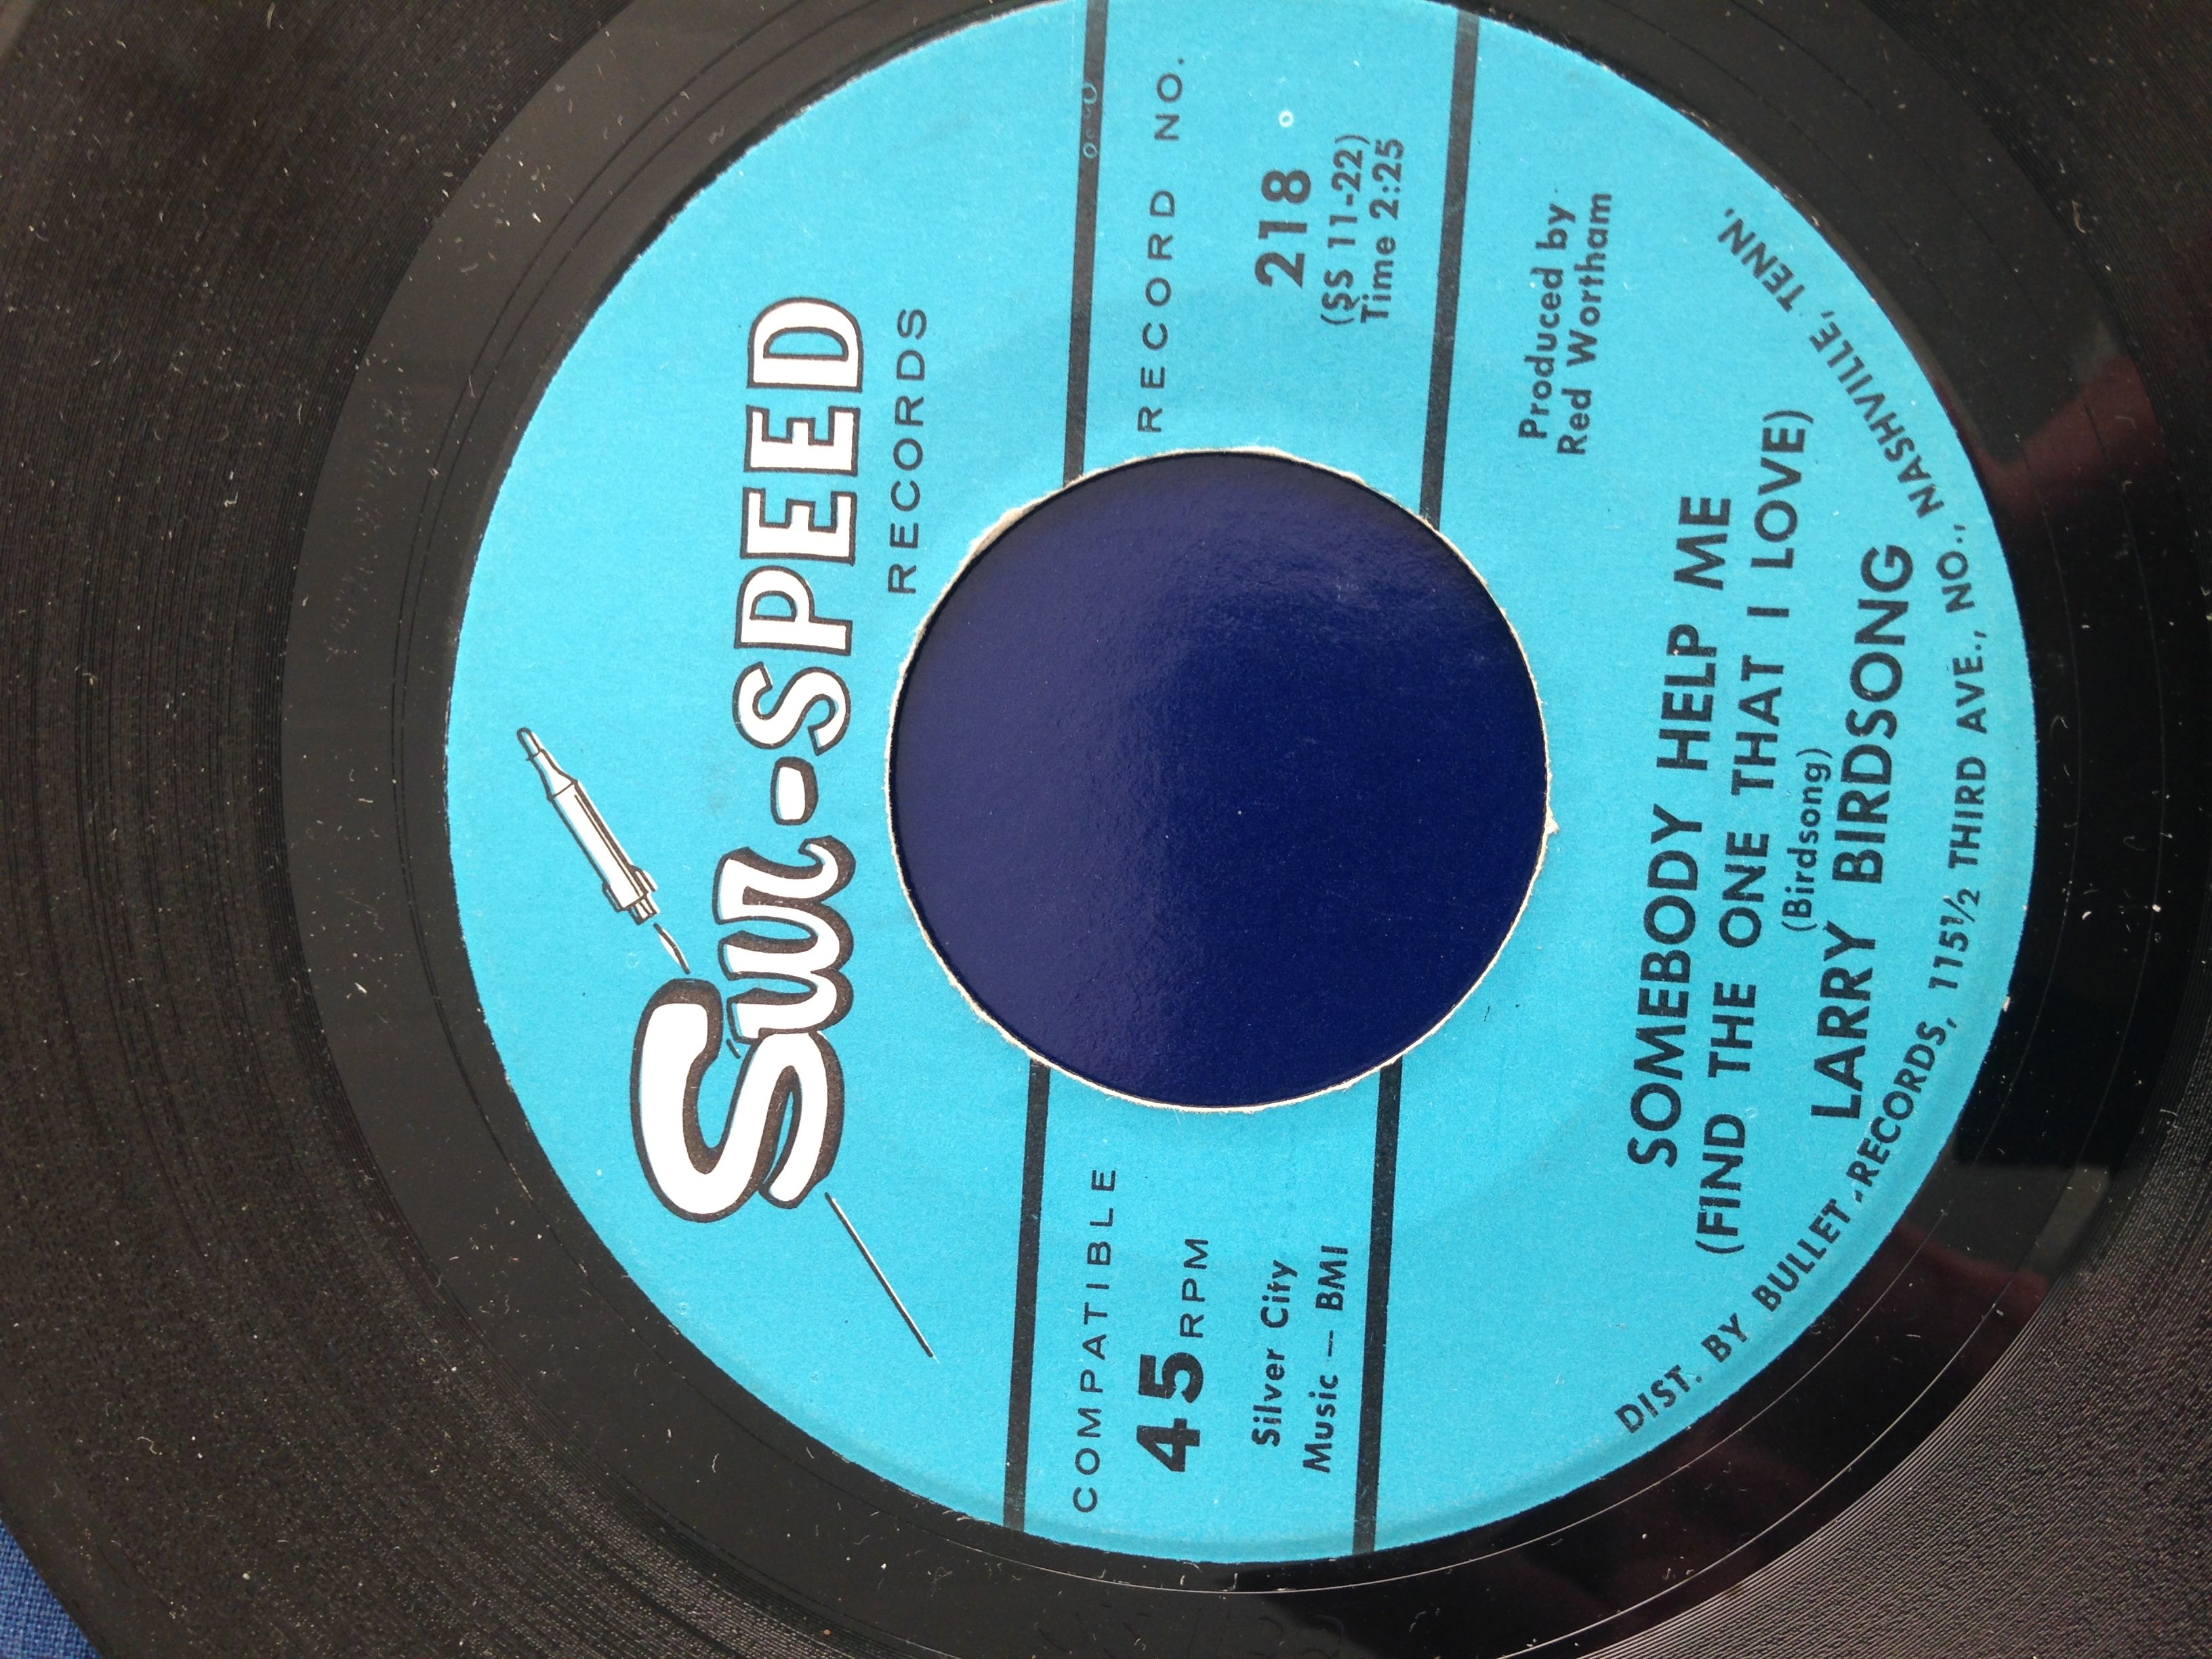 Sur-SPEED
RECORDS
COMPATIBLE
45 RPM
Silver City
Music — BMI
RECORD NO.
218
(SS 11-22)
Time 2:25
Produced by
Red Wortham
SOMEBODY HELP ME
(FIND THE ONE THAT I LOVE)
(Birdsong)
LARRY BIRDSONG
DIST. BY BULLET RECORDS, 115½ THIRD AVE., NO., NASHVILLE, TENN.